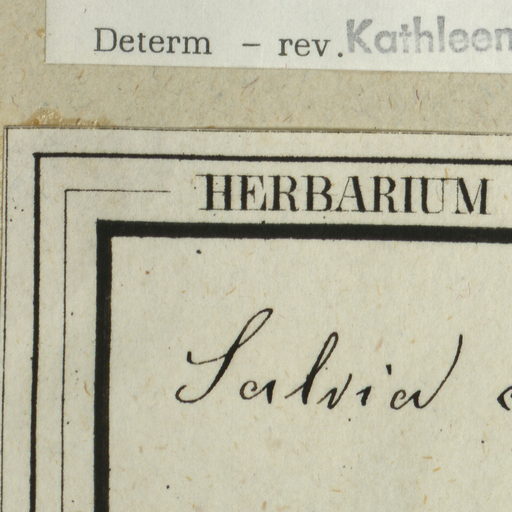 Determ – rev. Kathleen
HERBARIUM
Salvia